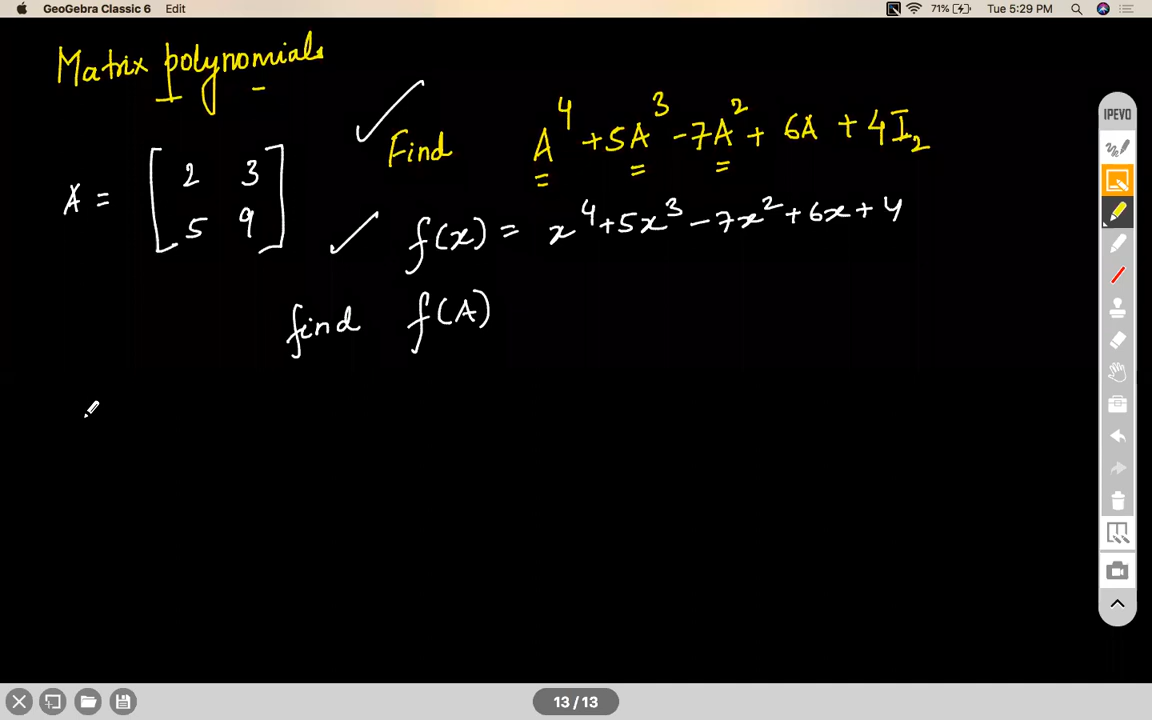 GeoGebra Classic 6 Edit 71% Tue 5:29 PM
Matrix polynomials
Find A⁴ + 5A³ - 7A² + 6A + 4I₂
IPEVO
A = [2 3
5 9]
f(x) = x⁴ + 5x³ - 7x² + 6x + 4
find f(A)
13 / 13